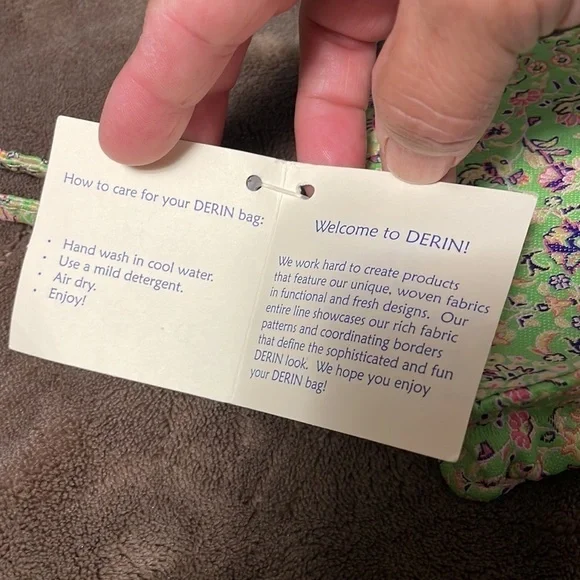 How to care for your DERIN bag:
• Hand wash in cool water.
• Use a mild detergent.
• Air dry.
• Enjoy!
Welcome to DERIN!
We work hard to create products
that feature our unique, woven fabrics
in functional and fresh designs. Our
entire line showcases our rich fabric
patterns and coordinating borders
that define the sophisticated and fun
DERIN look. We hope you enjoy
your DERIN bag!